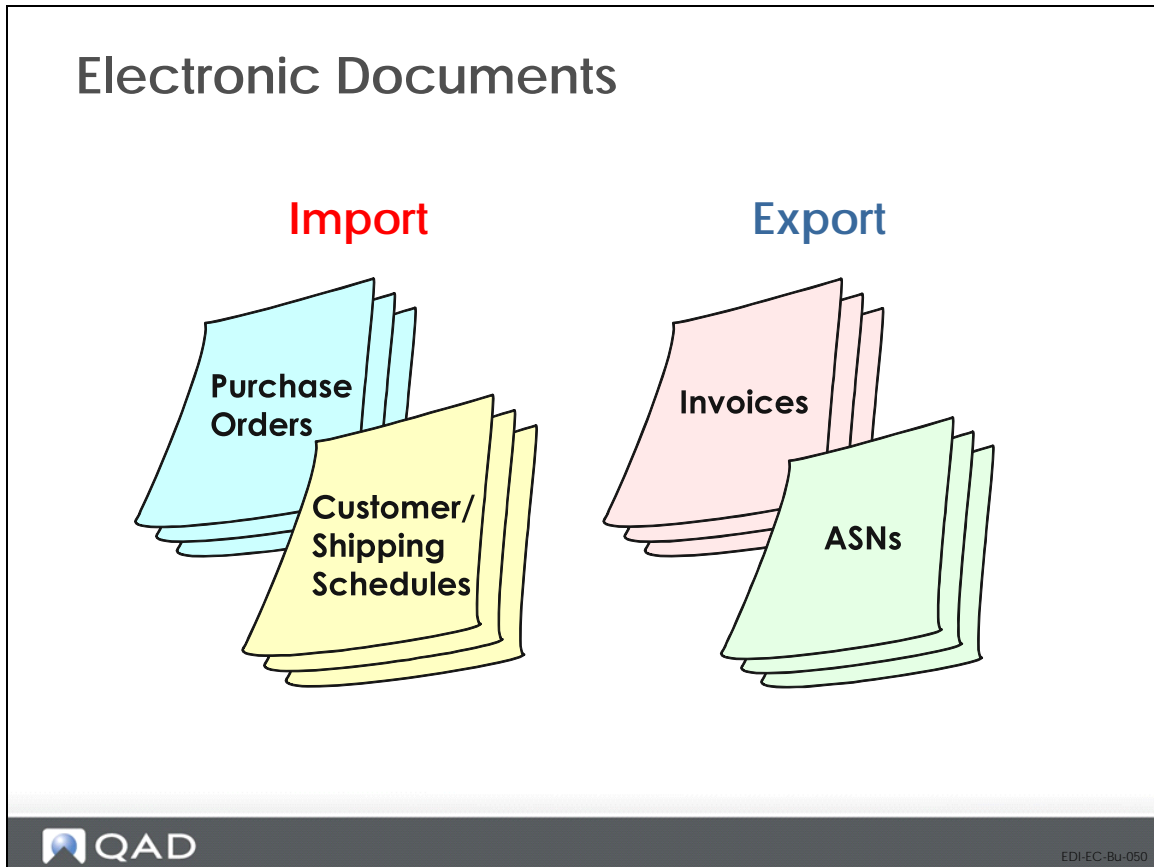 Electronic Documents
Import
Export
Purchase
Orders
Customer/
Shipping
Schedules
Invoices
ASNs
QAD
EDI-EC-Bu-050